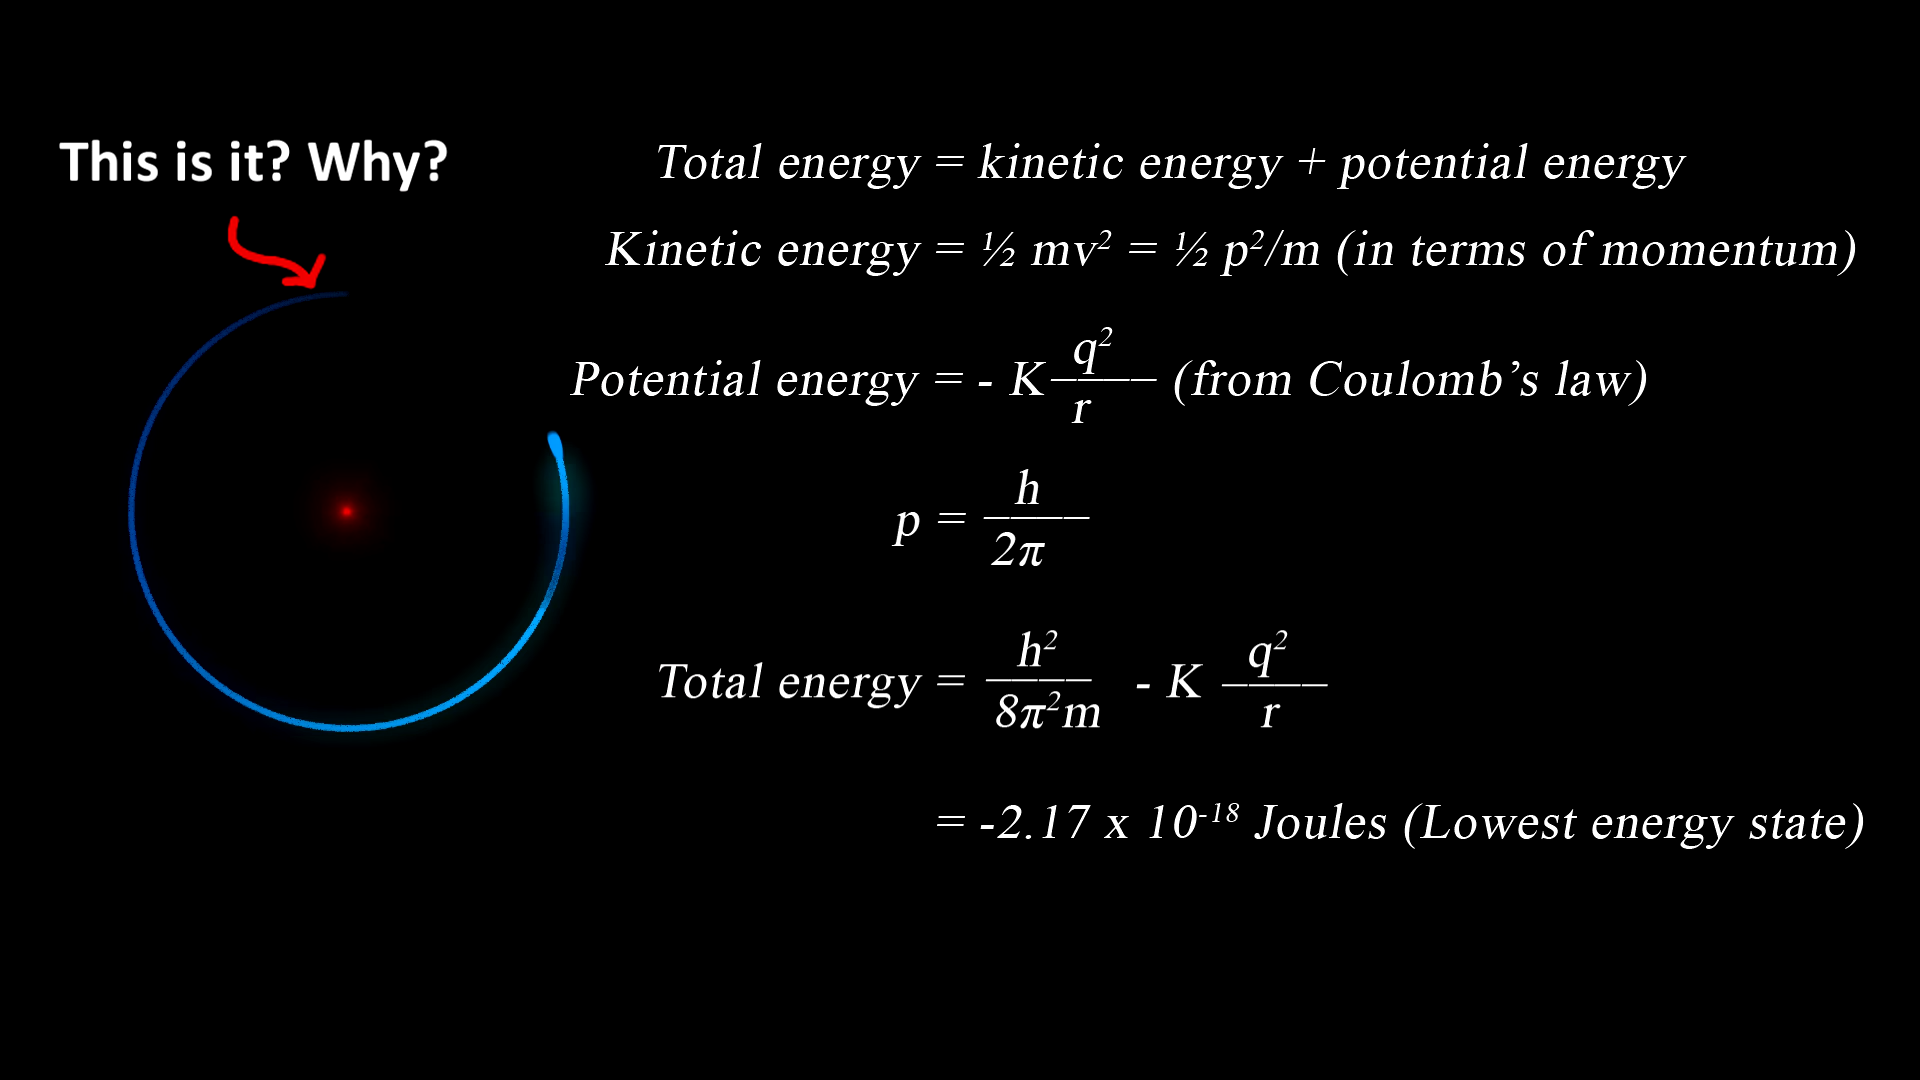 This is it? Why?
Total energy = kinetic energy + potential energy
Kinetic energy = ½ mv² = ½ p²/m (in terms of momentum)
Potential energy = - K q²/r (from Coulomb’s law)
p = h/2π
Total energy = h²/8π²m - K q²/r
= -2.17 x 10⁻¹⁸ Joules (Lowest energy state)